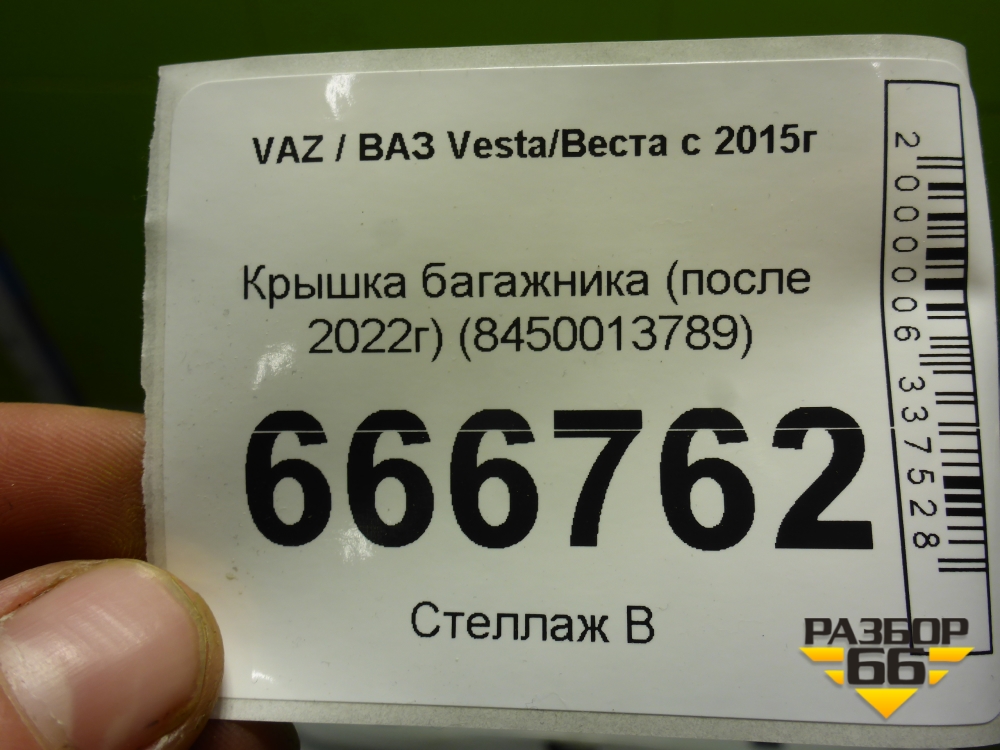 VAZ / ВАЗ Vesta/Веста с 2015г
Крышка багажника (после
2022г) (8450013789)
666762
Стеллаж В
2000006337528
РАЗБОР
66